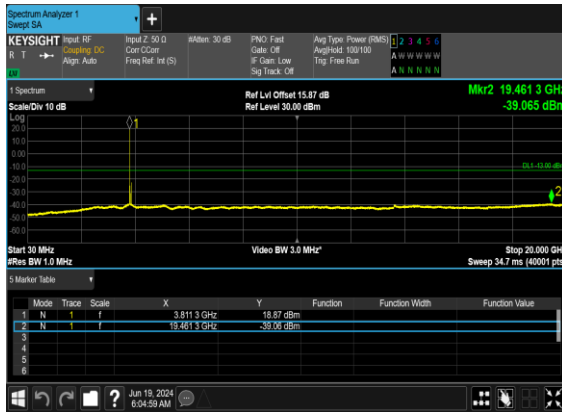 Spectrum Analyzer 1
Swept SA
KEYSIGHT Input: RF Input Z: 50 Ω #Atten: 30 dB PNO: Fast Avg Type: Power (RMS) 1 2 3 4 5 6
R T Coupling: DC Corr CCorr Gate: Off Avg|Hold: 100/100 A W W W W W
Align: Auto Freq Ref: Int (S) IF Gain: Low Trig: Free Run
Sig Track: Off A N N N N N
1 Spectrum
Ref Lvl Offset 15.87 dB Mkr2 19.461 3 GHz
Scale/Div 10 dB Ref Level 30.00 dBm -39.065 dBm
Log
20.0
10.0
0.00
-10.0
DL1 -13.00 dBm
-20.0
-30.0
-40.0
-50.0
-60.0
1
2
Start 30 MHz Video BW 3.0 MHz* Stop 20.000 GH
#Res BW 1.0 MHz Sweep 34.7 ms (40001 pts
5 Marker Table
Mode Trace Scale X Y Function Function Width Function Value
1 N 1 f 3.811 3 GHz 18.87 dBm
2 N 1 f 19.461 3 GHz -39.06 dBm
3
4
5
6
? Jun 19, 2024
6:04:59 AM